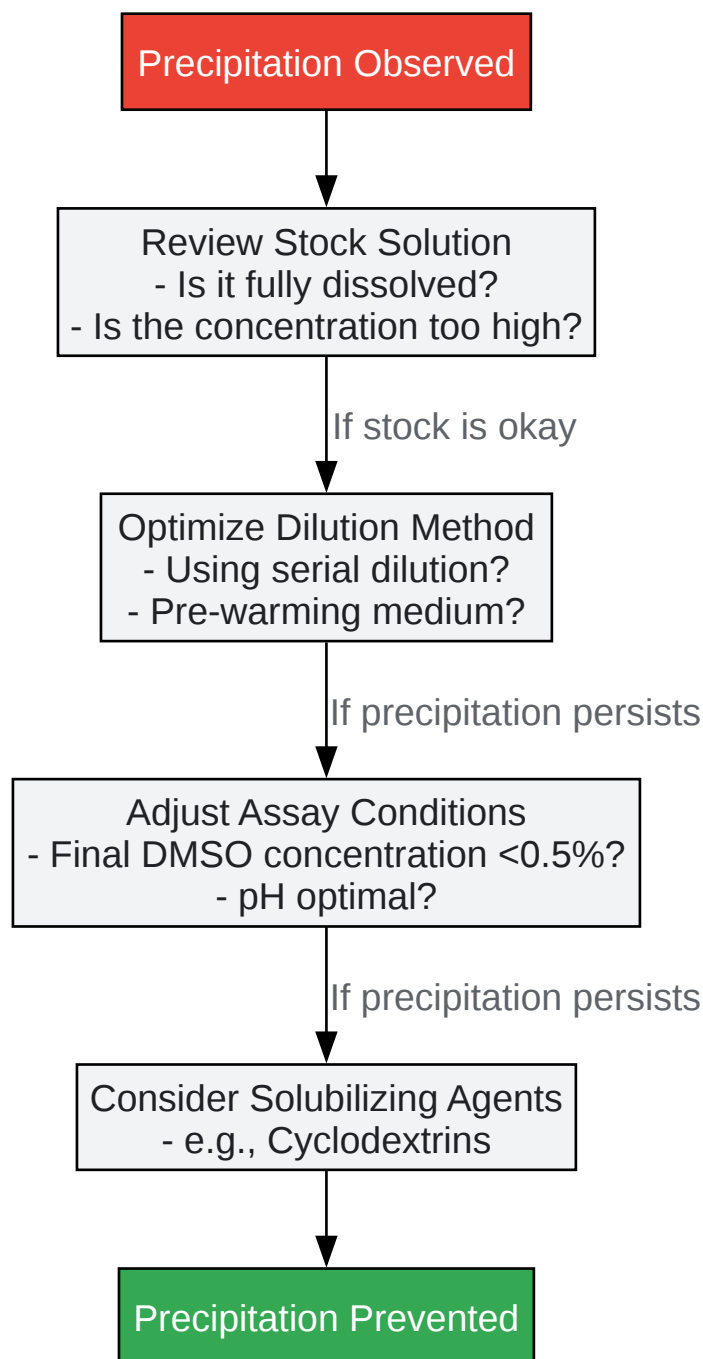 Precipitation Observed
Review Stock Solution
- Is it fully dissolved?
- Is the concentration too high?
If stock is okay
Optimize Dilution Method
- Using serial dilution?
- Pre-warming medium?
If precipitation persists
Adjust Assay Conditions
- Final DMSO concentration <0.5%?
- pH optimal?
If precipitation persists
Consider Solubilizing Agents
- e.g., Cyclodextrins
Precipitation Prevented